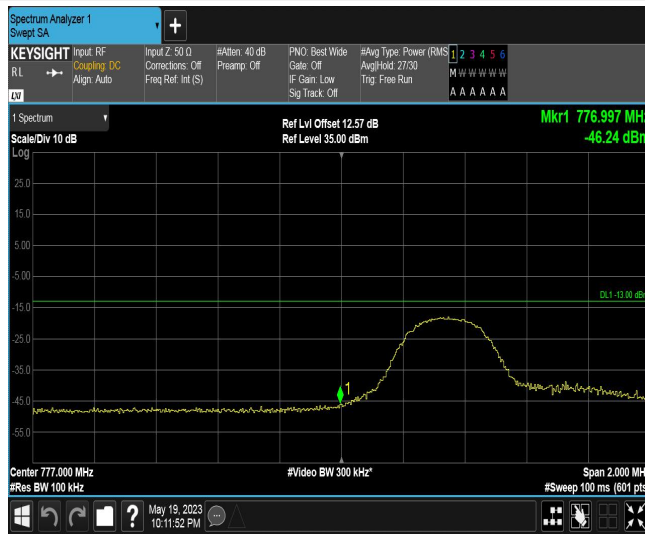 Spectrum Analyzer 1
Swept SA
+
KEYSIGHT
RL
LXI
Input: RF
Coupling: DC
Align: Auto
Input Z: 50 Ω
Corrections: Off
Freq Ref: Int (S)
#Atten: 40 dB
Preamp: Off
PNO: Best Wide
Gate: Off
IF Gain: Low
Sig Track: Off
#Avg Type: Power (RMS
Avg|Hold: 27/30
Trig: Free Run
1 2 3 4 5 6
M W W W W W
A A A A A A
1 Spectrum
Scale/Div 10 dB
Log
Ref Lvl Offset 12.57 dB
Ref Level 35.00 dBm
Mkr1 776.997 MHz
-46.24 dBm
25.0
15.0
5.00
-5.00
DL1 -13.00 dBm
-15.0
-25.0
-35.0
1
-45.0
-55.0
Center 777.000 MHz
#Res BW 100 kHz
#Video BW 300 kHz*
Span 2.000 MHz
#Sweep 100 ms (601 pts
?
May 19, 2023
10:11:52 PM